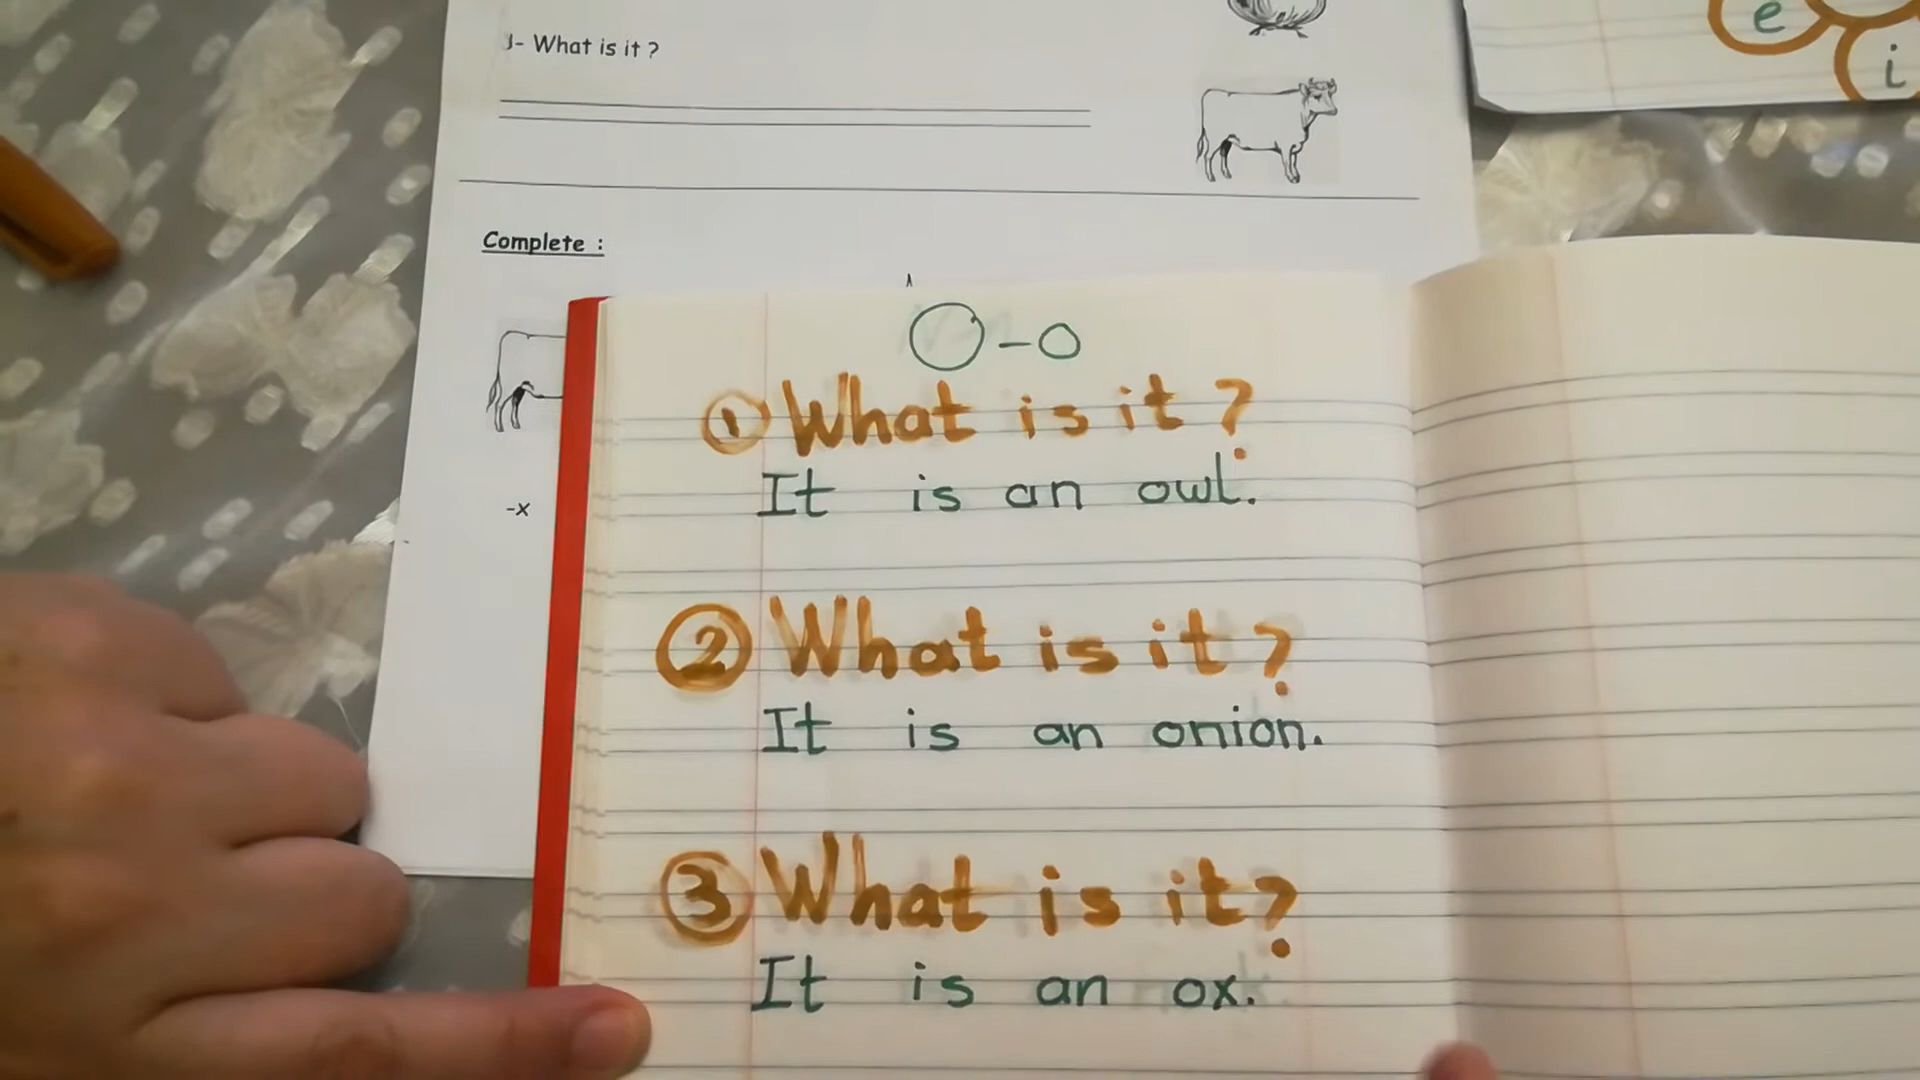 e
i
- What is it ?
Complete :
-x
O - o
① What is it ?
It is an owl.
② What is it ?
It is an onion.
③ What is it ?
It is an ox.